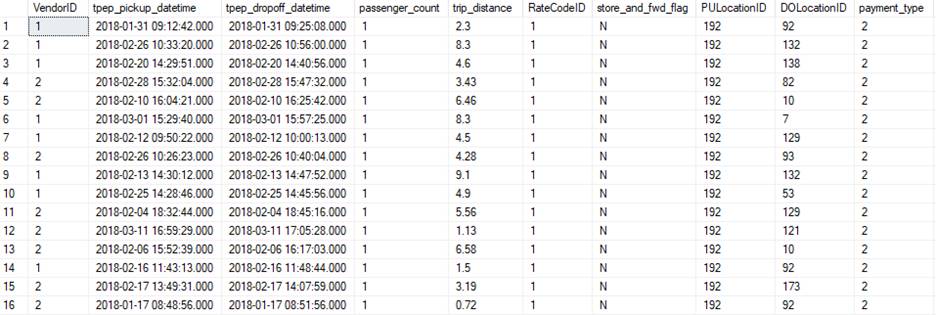 VendorID tpep_pickup_datetime tpep_dropoff_datetime passenger_count trip_distance RateCodeID store_and_fwd_flag PULocationID DOLocationID payment_type
1 1 2018-01-31 09:12:42.000 2018-01-31 09:25:08.000 1 2.3 1 N 192 92 2
2 1 2018-02-26 10:33:20.000 2018-02-26 10:56:00.000 1 8.3 1 N 192 132 2
3 1 2018-02-20 14:29:51.000 2018-02-20 14:40:56.000 1 4.6 1 N 192 138 2
4 2 2018-02-28 15:32:04.000 2018-02-28 15:47:32.000 1 3.43 1 N 192 82 2
5 2 2018-02-10 16:04:21.000 2018-02-10 16:25:42.000 1 6.46 1 N 192 10 2
6 1 2018-03-01 15:29:40.000 2018-03-01 15:57:25.000 1 8.3 1 N 192 7 2
7 1 2018-02-12 09:50:22.000 2018-02-12 10:00:13.000 1 4.5 1 N 192 129 2
8 2 2018-02-26 10:26:23.000 2018-02-26 10:40:04.000 1 4.28 1 N 192 93 2
9 1 2018-02-13 14:30:12.000 2018-02-13 14:47:52.000 1 9.1 1 N 192 132 2
10 1 2018-02-25 14:28:46.000 2018-02-25 14:45:56.000 1 4.9 1 N 192 53 2
11 2 2018-02-04 18:32:44.000 2018-02-04 18:45:16.000 1 5.56 1 N 192 129 2
12 2 2018-03-11 16:59:29.000 2018-03-11 17:05:28.000 1 1.13 1 N 192 121 2
13 2 2018-02-06 15:52:39.000 2018-02-06 16:17:03.000 1 6.58 1 N 192 10 2
14 1 2018-02-16 11:43:13.000 2018-02-16 11:48:44.000 1 1.5 1 N 192 92 2
15 2 2018-02-17 13:49:31.000 2018-02-17 14:07:59.000 1 3.19 1 N 192 173 2
16 2 2018-01-17 08:48:56.000 2018-01-17 08:51:56.000 1 0.72 1 N 192 92 2